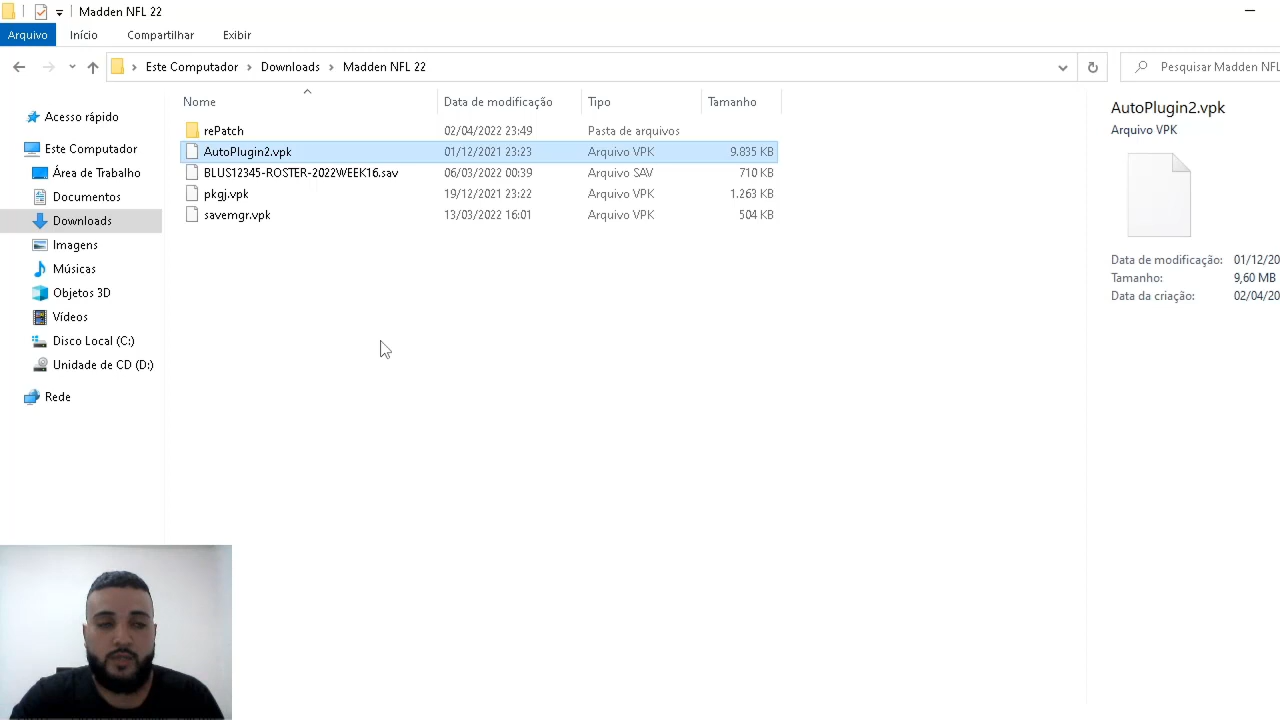 Madden NFL 22
Arquivo Início Compartilhar Exibir
Este Computador Downloads Madden NFL 22 Pesquisar Madden NFL
Nome Data de modificação Tipo Tamanho
rePatch 02/04/2022 23:49 Pasta de arquivos
AutoPlugin2.vpk 01/12/2021 23:23 Arquivo VPK 9.835 KB
BLUS12345-ROSTER-2022WEEK16.sav 06/03/2022 00:39 Arquivo SAV 710 KB
pkgj.vpk 19/12/2021 23:22 Arquivo VPK 1.263 KB
savemgr.vpk 13/03/2022 16:01 Arquivo VPK 504 KB
Acesso rápido
Este Computador
Área de Trabalho
Documentos
Downloads
Imagens
Músicas
Objetos 3D
Vídeos
Disco Local (C:)
Unidade de CD (D:)
Rede
AutoPlugin2.vpk
Arquivo VPK
Data de modificação: 01/12/20
Tamanho: 9,60 MB
Data da criação: 02/04/20